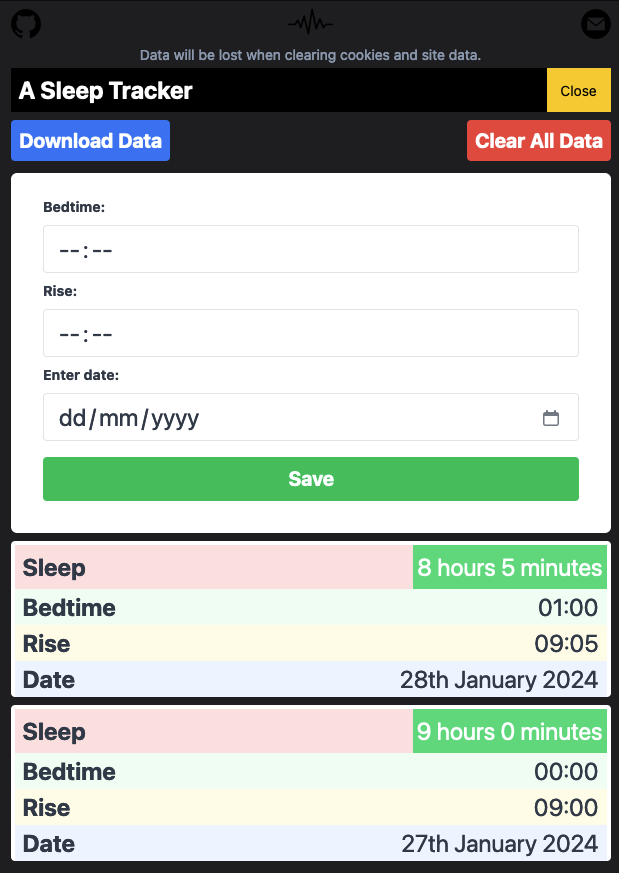 Data will be lost when clearing cookies and site data.
A Sleep Tracker Close
Download Data Clear All Data
Bedtime:
--:--
Rise:
--:--
Enter date:
dd/mm/yyyy
Save
Sleep 8 hours 5 minutes
Bedtime 01:00
Rise 09:05
Date 28th January 2024
Sleep 9 hours 0 minutes
Bedtime 00:00
Rise 09:00
Date 27th January 2024